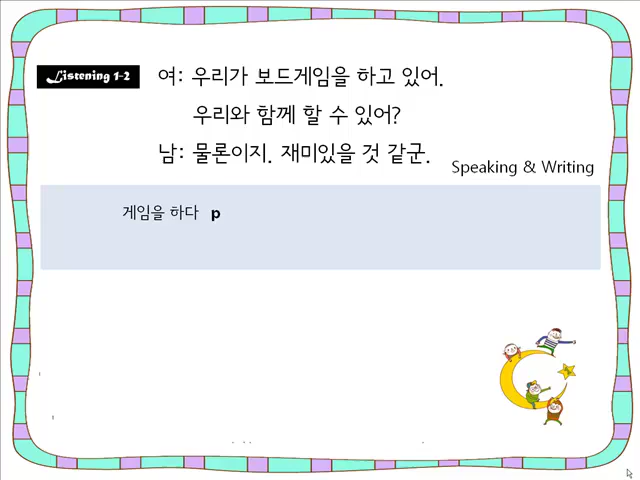 Listening 1-2
여: 우리가 보드게임을 하고 있어.
우리와 함께 할 수 있어?
남: 물론이지. 재미있을 것 같군.
Speaking & Writing
게임을 하다 p